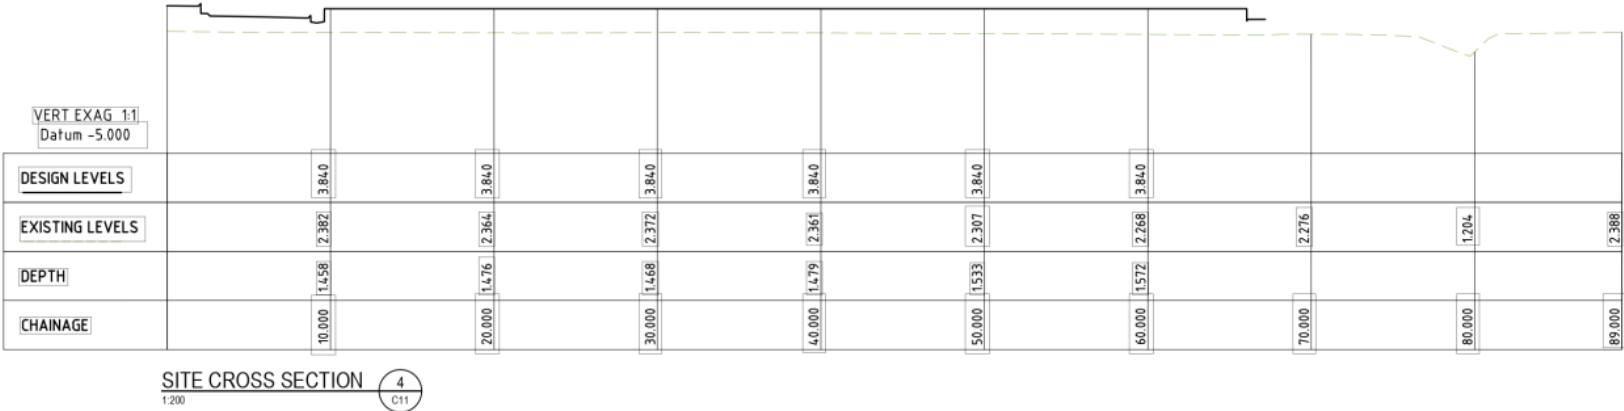 VERT EXAG 1:1
Datum -5.000
DESIGN LEVELS 3.840 3.840 3.840 3.840 3.840 3.840
EXISTING LEVELS 2.382 2.364 2.372 2.361 2.307 2.268 2.276 1.204 2.388
DEPTH 1.458 1.476 1.468 1.479 1.533 1.572
CHAINAGE 10.000 20.000 30.000 40.000 50.000 60.000 70.000 80.000 89.000
SITE CROSS SECTION 4
1:200 C11